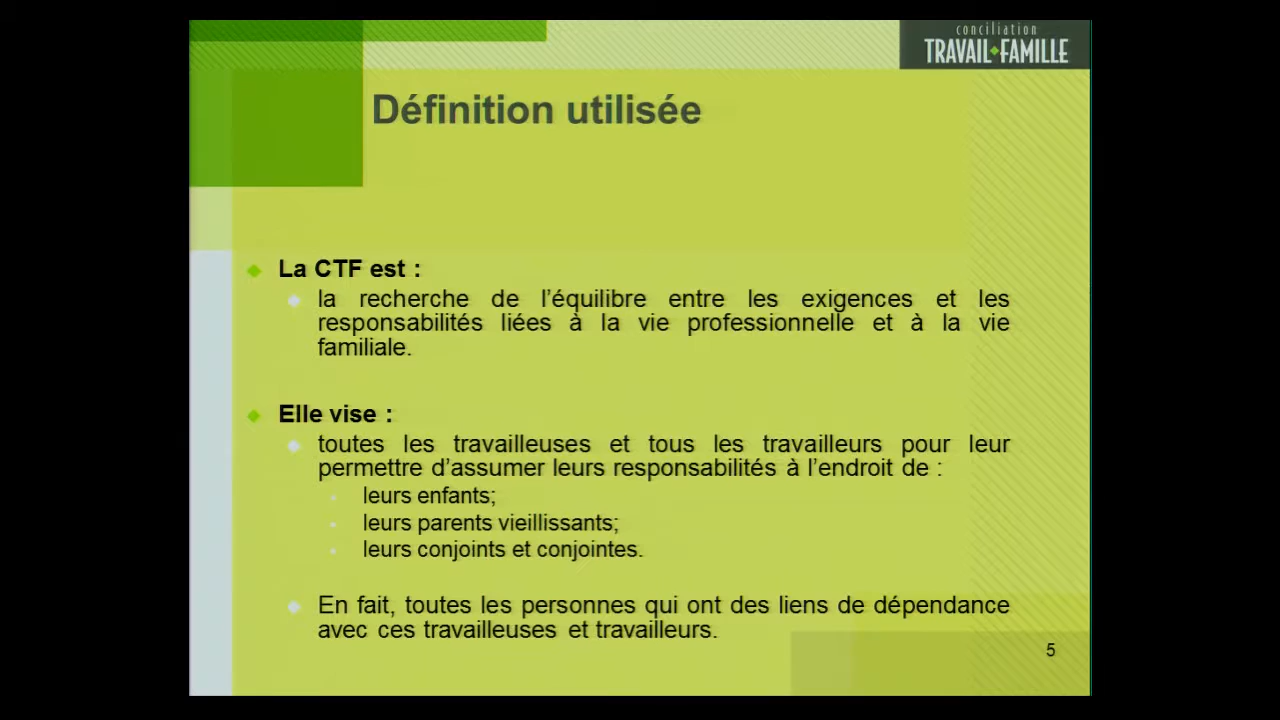 conciliation
TRAVAIL FAMILLE
Définition utilisée
La CTF est :
la recherche de l’équilibre entre les exigences et les
responsabilités liées à la vie professionnelle et à la vie
familiale.
Elle vise :
toutes les travailleuses et tous les travailleurs pour leur
permettre d’assumer leurs responsabilités à l’endroit de :
leurs enfants;
leurs parents vieillissants;
leurs conjoints et conjointes.
En fait, toutes les personnes qui ont des liens de dépendance
avec ces travailleuses et travailleurs.
5